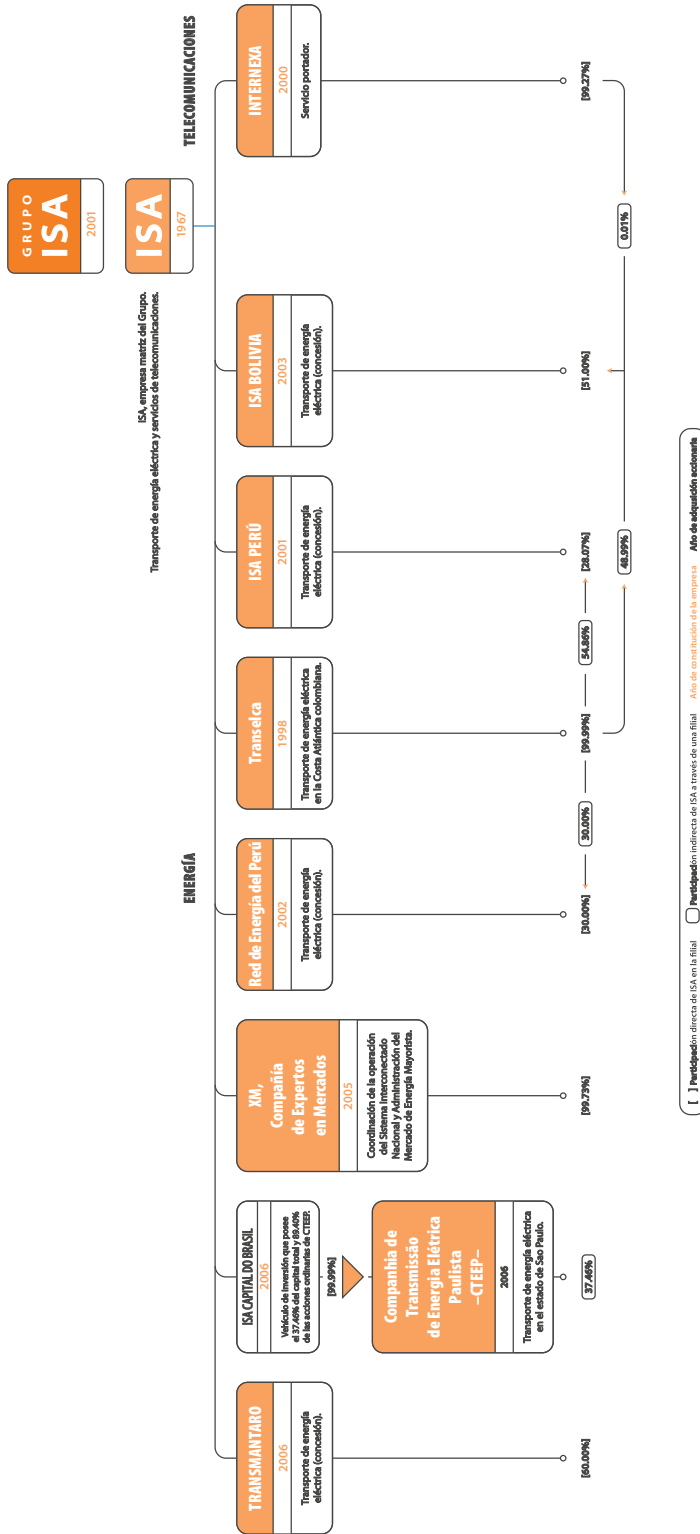 GRUPO
ISA
2001
ISA
1967
ISA, empresa matriz del Grupo.
Transporte de energía eléctrica y servicios de telecomunicaciones.
ENERGÍA
TELECOMUNICACIONES
TRANSMANTARO
2006
Transporte de energía
eléctrica (concesión).
[60.00%]
ISA CAPITAL DO BRASIL
2006
Vehículo de inversión que posee
el 37.46% del capital total y 89.40%
de las acciones ordinarias de CTEEP.
[99.99%]
Companhia de
Transmissão
de Energia Elétrica
Paulista
–CTEEP–
2006
Transporte de energía eléctrica
en el estado de Sao Paulo.
37.46%
XM,
Compañía
de Expertos
en Mercados
2005
Coordinación de la operación
del Sistema Interconectado
Nacional y Administración del
Mercado de Energía Mayorista.
[99.73%]
Red de Energía del Perú
2002
Transporte de energía
eléctrica (concesión).
[30.00%]
30.00%
Transelca
1998
Transporte de energía eléctrica
en la Costa Atlántica colombiana.
[99.99%]
54.86%
ISA PERÚ
2001
Transporte de energía
eléctrica (concesión).
[28.07%]
48.99%
ISA BOLIVIA
2003
Transporte de energía
eléctrica (concesión).
[51.00%]
0.01%
INTERNEXA
2000
Servicio portador.
[99.27%]
[ ] Participación directa de ISA en la filial
Participación indirecta de ISA a través de una filial
Año de constitución de la empresa
Año de adquisición accionaria